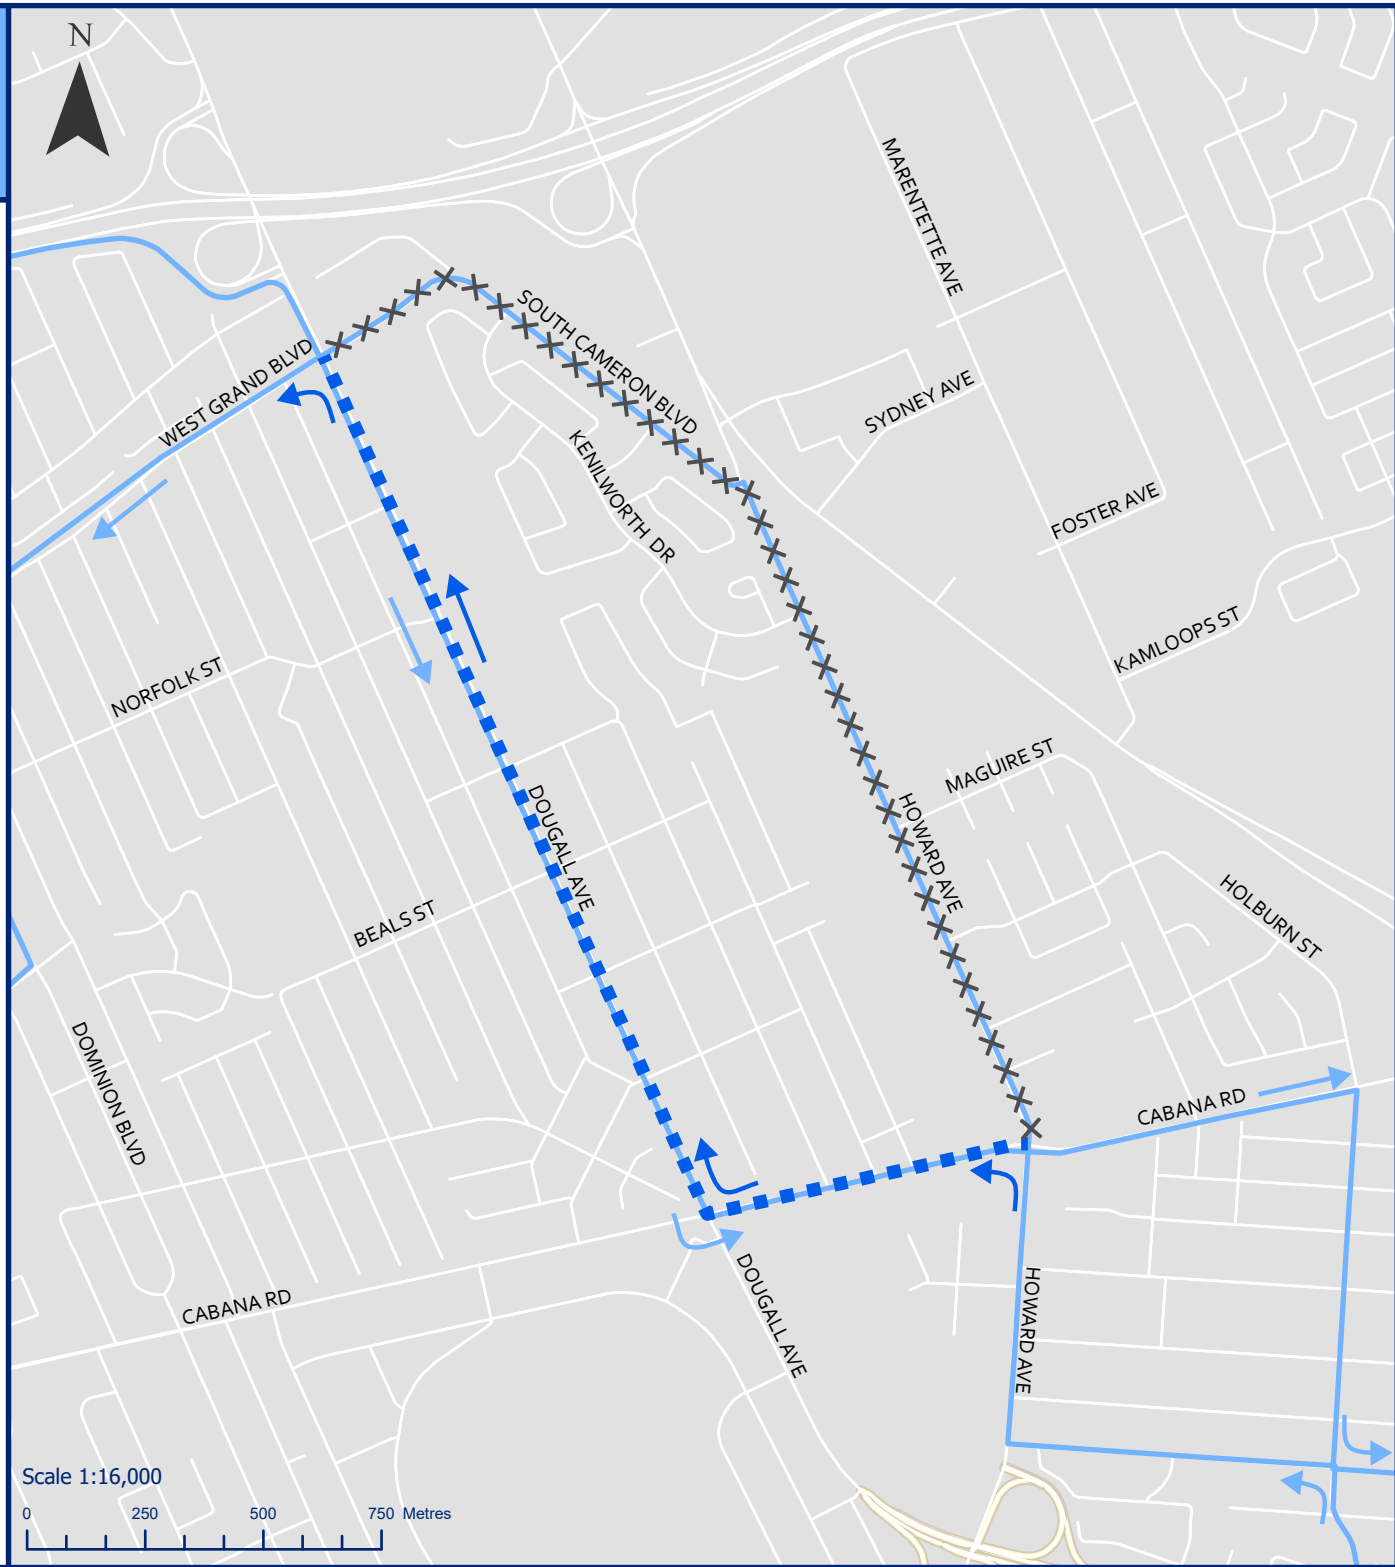 N
MARENTETTE AVE
SOUTH CAMERON BLVD
WEST GRAND BLVD
SYDNEY AVE
KENILWORTH DR
FOSTER AVE
KAMLOOPS ST
NORFOLK ST
MAGUIRE ST
DOUGALL AVE
HOWARD AVE
BEALS ST
HOLBURN ST
DOMINION BLVD
CABANA RD
CABANA RD
DOUGALL AVE
HOWARD AVE
Scale 1:16,000
0 250 500 750 Metres